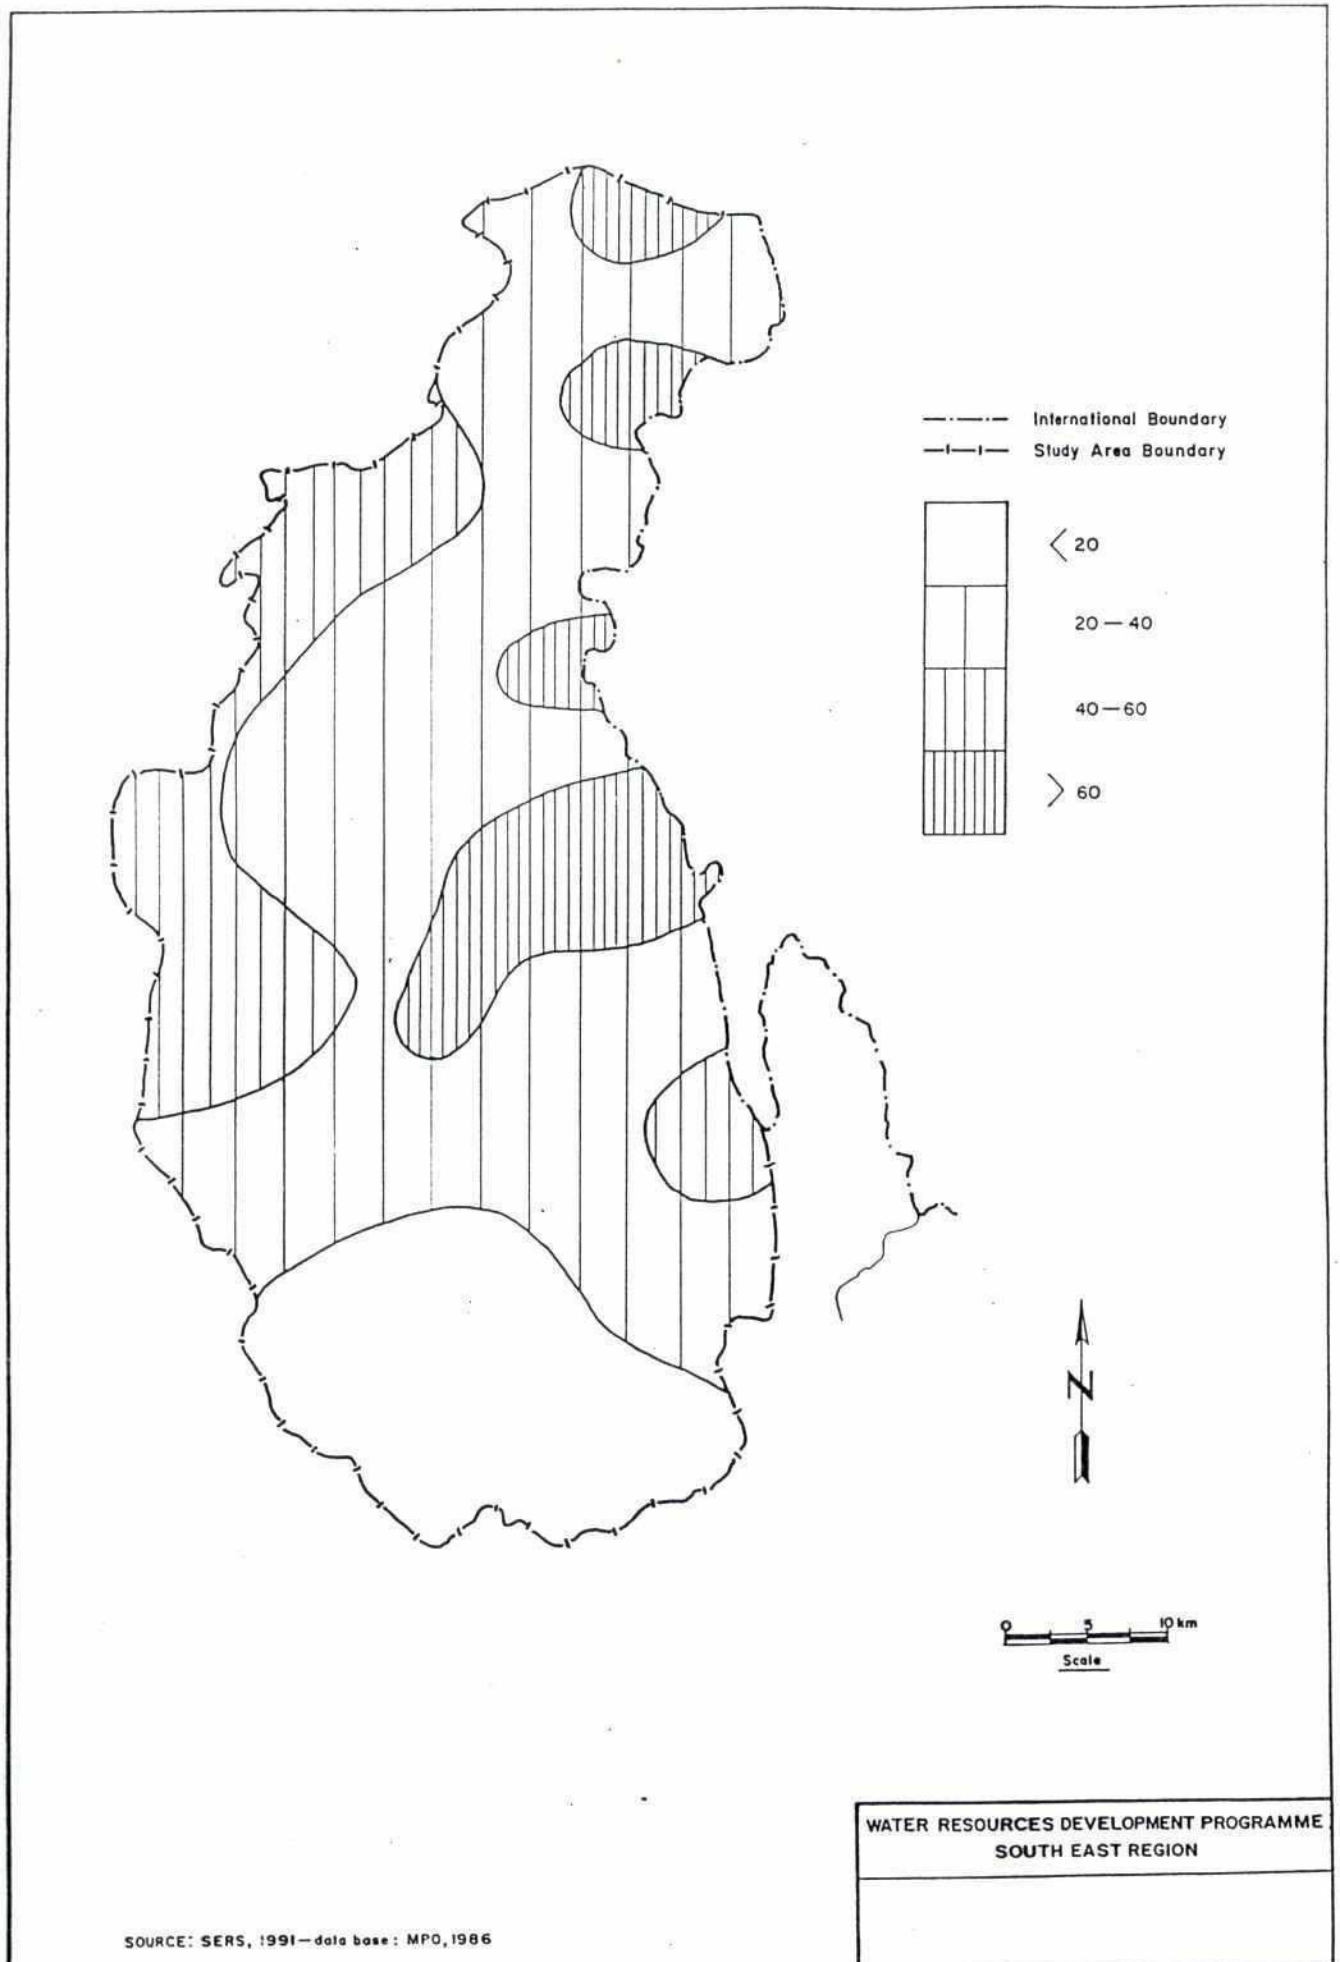 International Boundary
Study Area Boundary
< 20
20 — 40
40 — 60
> 60
N
0 5 10 km
Scale
WATER RESOURCES DEVELOPMENT PROGRAMME
SOUTH EAST REGION
SOURCE: SERS, 1991 — data base : MPO, 1986